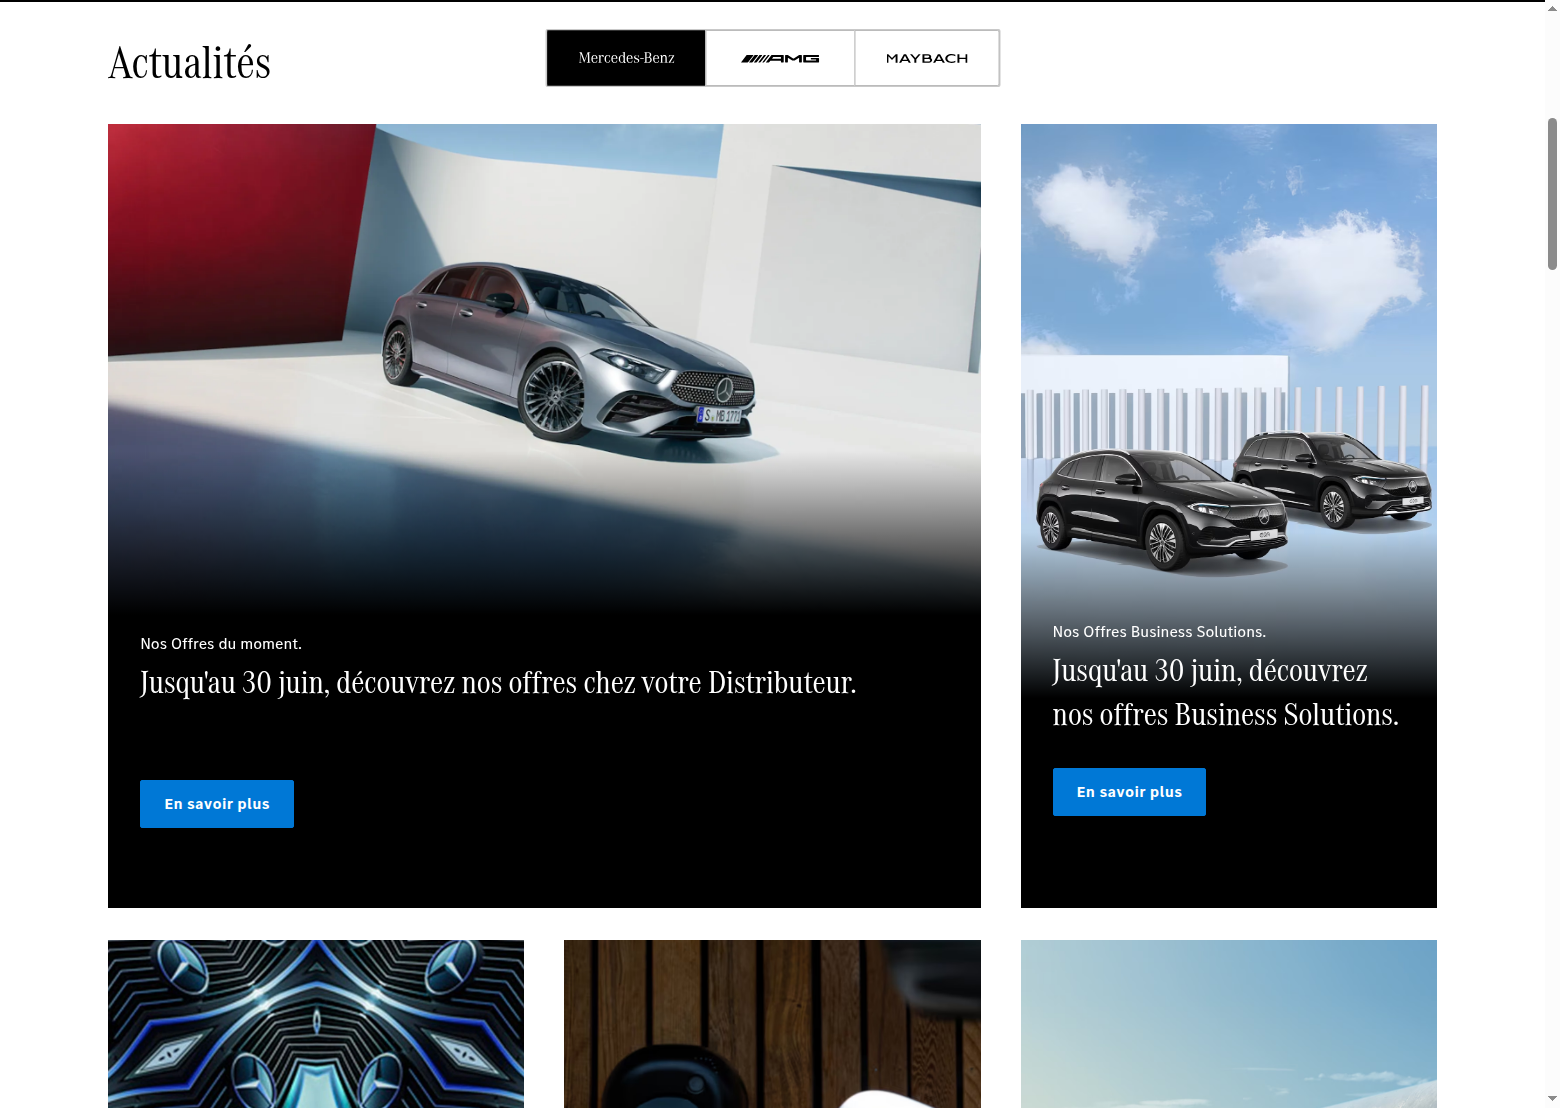 Actualités
Mercedes-Benz
AMG
MAYBACH
S MB 1771
Nos Offres du moment.
Jusqu'au 30 juin, découvrez nos offres chez votre Distributeur.
En savoir plus
Nos Offres Business Solutions.
Jusqu'au 30 juin, découvrez
nos offres Business Solutions.
En savoir plus